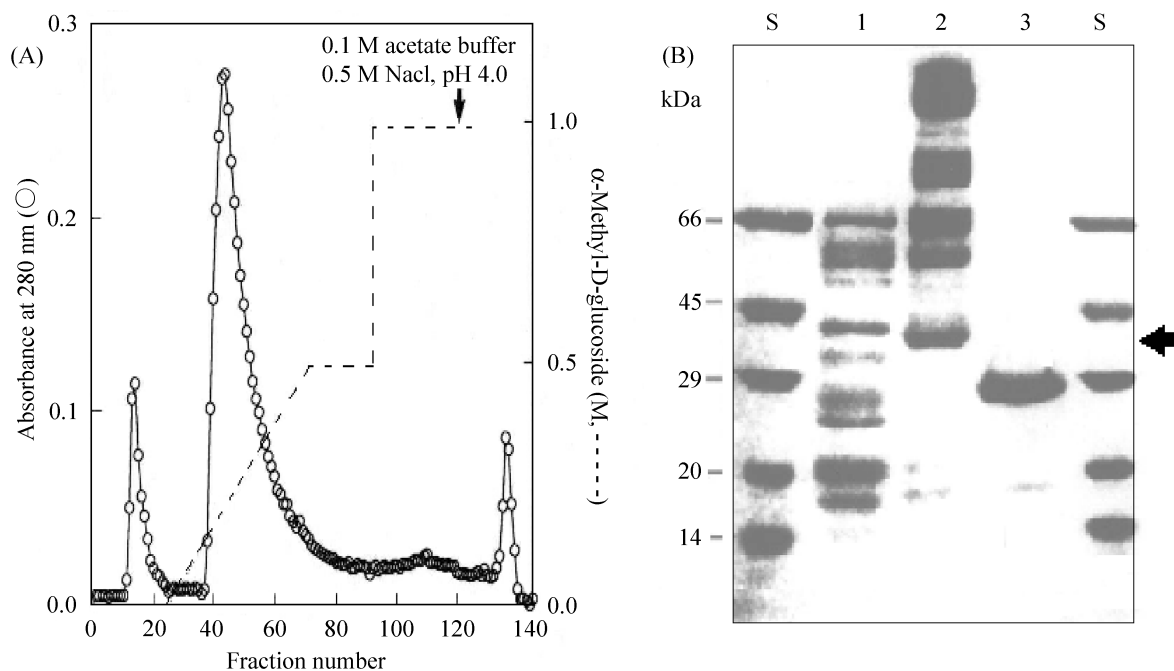 (A)
0.3
0.2
0.1
0.0
Absorbance at 280 nm (○)
0.1 M acetate buffer
0.5 M Nacl, pH 4.0
1.0
0.5
0.0
α-Methyl-D-glucoside (M, -----)
0 20 40 60 80 100 120 140
Fraction number
(B)
kDa
S 1 2 3 S
66
45
29
20
14